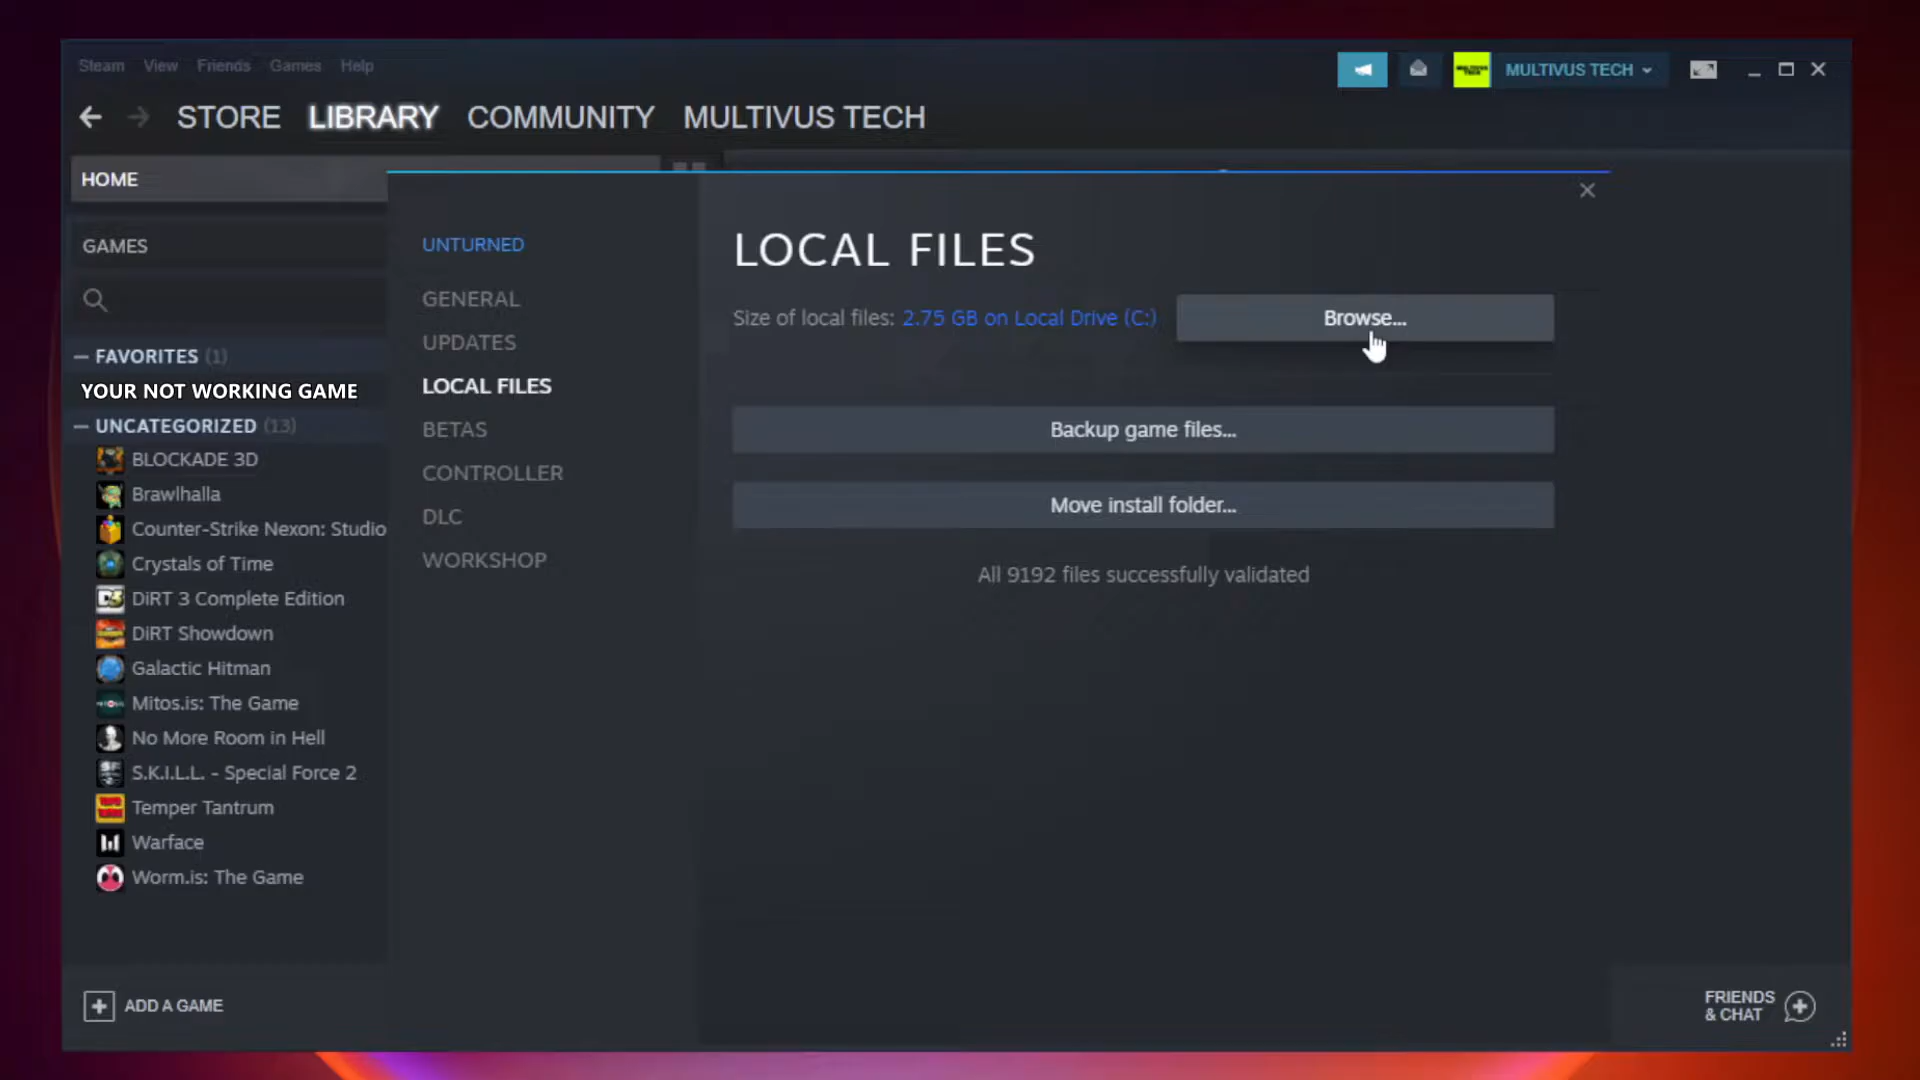 Steam View Friends Games Help
MULTIVUS TECH
STORE LIBRARY COMMUNITY MULTIVUS TECH
HOME
GAMES
— FAVORITES (1)
YOUR NOT WORKING GAME
— UNCATEGORIZED (13)
BLOCKADE 3D
Brawlhalla
Counter-Strike Nexon: Studio
Crystals of Time
DiRT 3 Complete Edition
DiRT Showdown
Galactic Hitman
Mitos.is: The Game
No More Room in Hell
S.K.I.L.L. - Special Force 2
Temper Tantrum
Warface
Worm.is: The Game
ADD A GAME
UNTURNED
GENERAL
UPDATES
LOCAL FILES
BETAS
CONTROLLER
DLC
WORKSHOP
LOCAL FILES
Size of local files: 2.75 GB on Local Drive (C:)
Browse...
Backup game files...
Move install folder...
All 9192 files successfully validated
FRIENDS
& CHAT